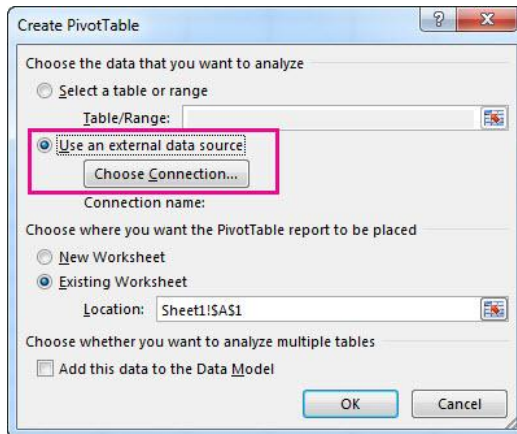 Create PivotTable
Choose the data that you want to analyze
Select a table or range
Table/Range:
Use an external data source
Choose Connection...
Connection name:
Choose where you want the PivotTable report to be placed
New Worksheet
Existing Worksheet
Location: Sheet1!$A$1
Choose whether you want to analyze multiple tables
Add this data to the Data Model
OK Cancel